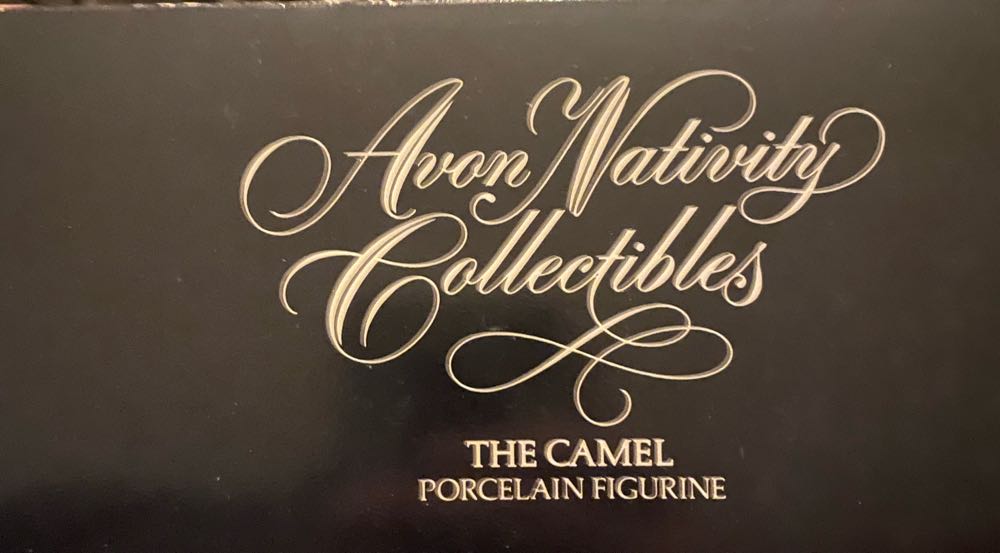 Avon Nativity
Collectibles
THE CAMEL
PORCELAIN FIGURINE